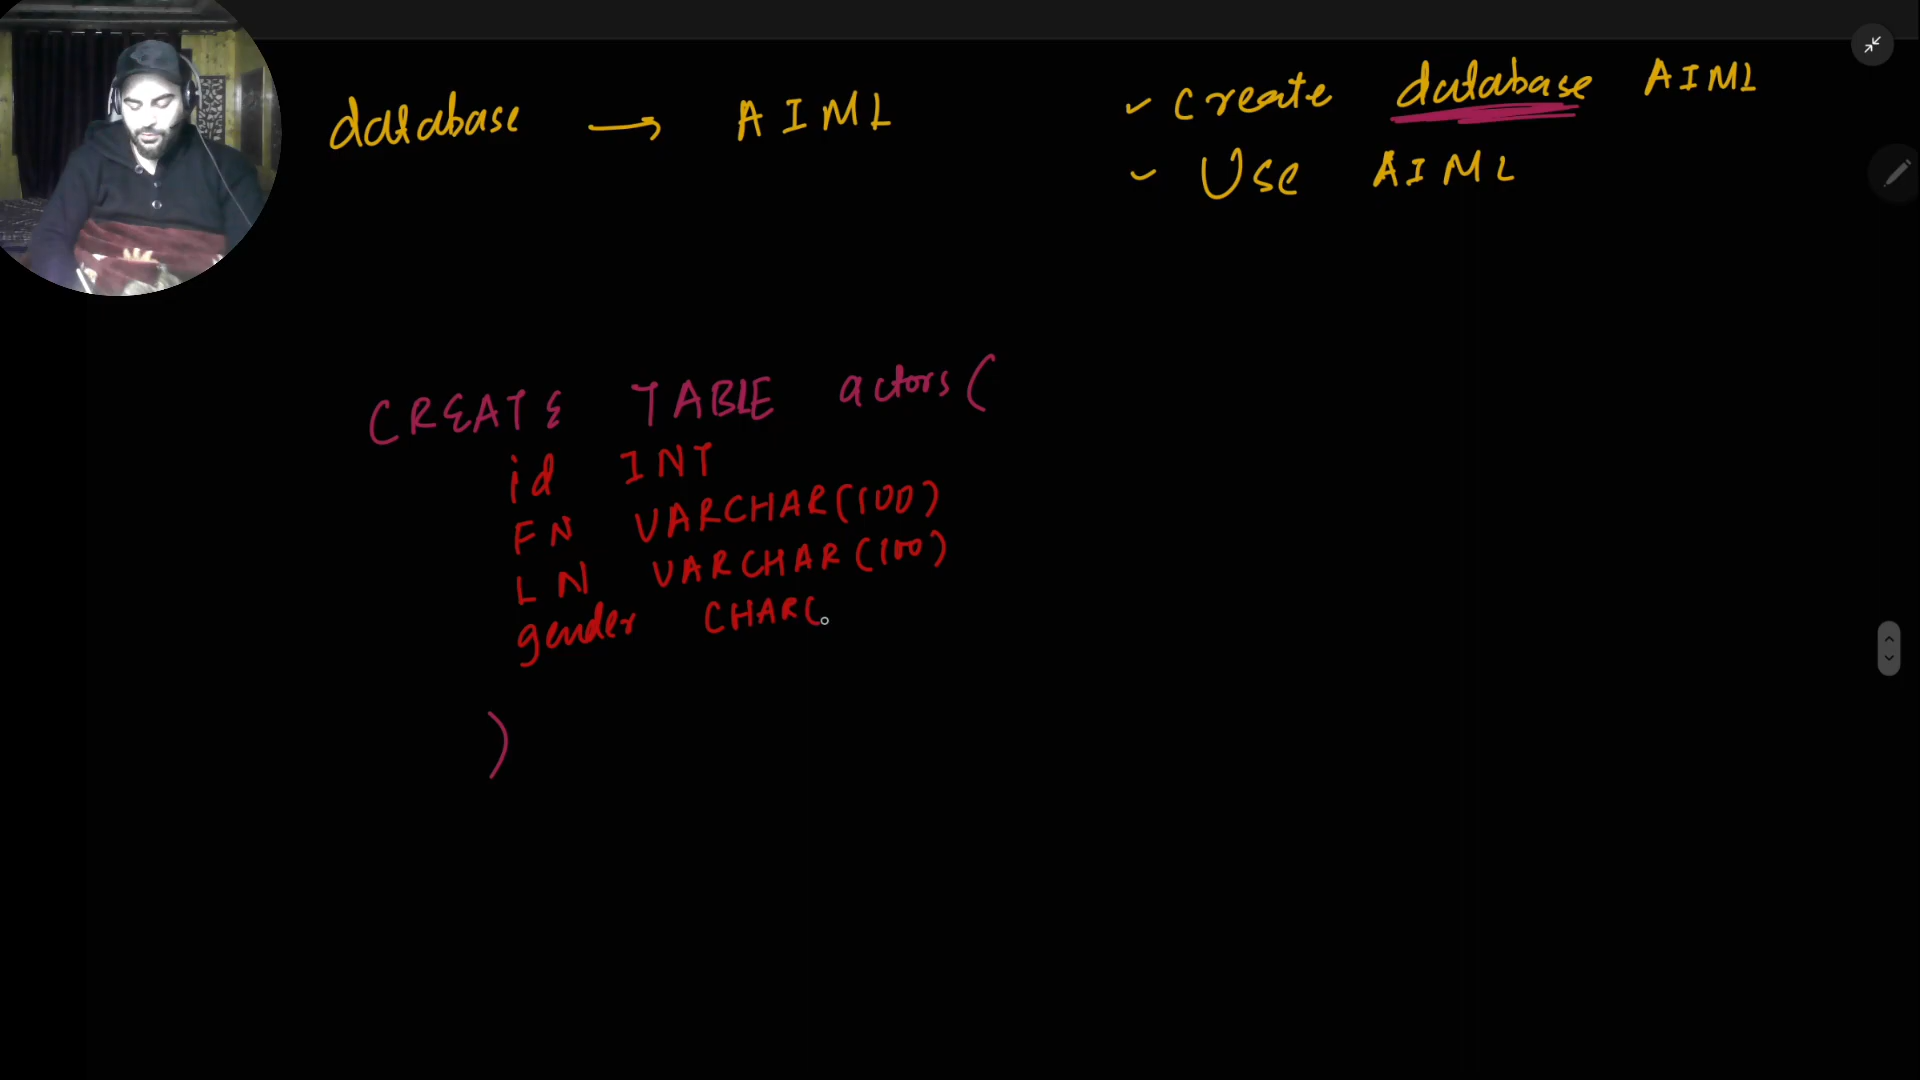 database → AIML
✓ create database AIML
✓ Use AIML
CREATE TABLE actors(
id INT
FN VARCHAR(100)
LN VARCHAR(100)
gender CHAR(
)